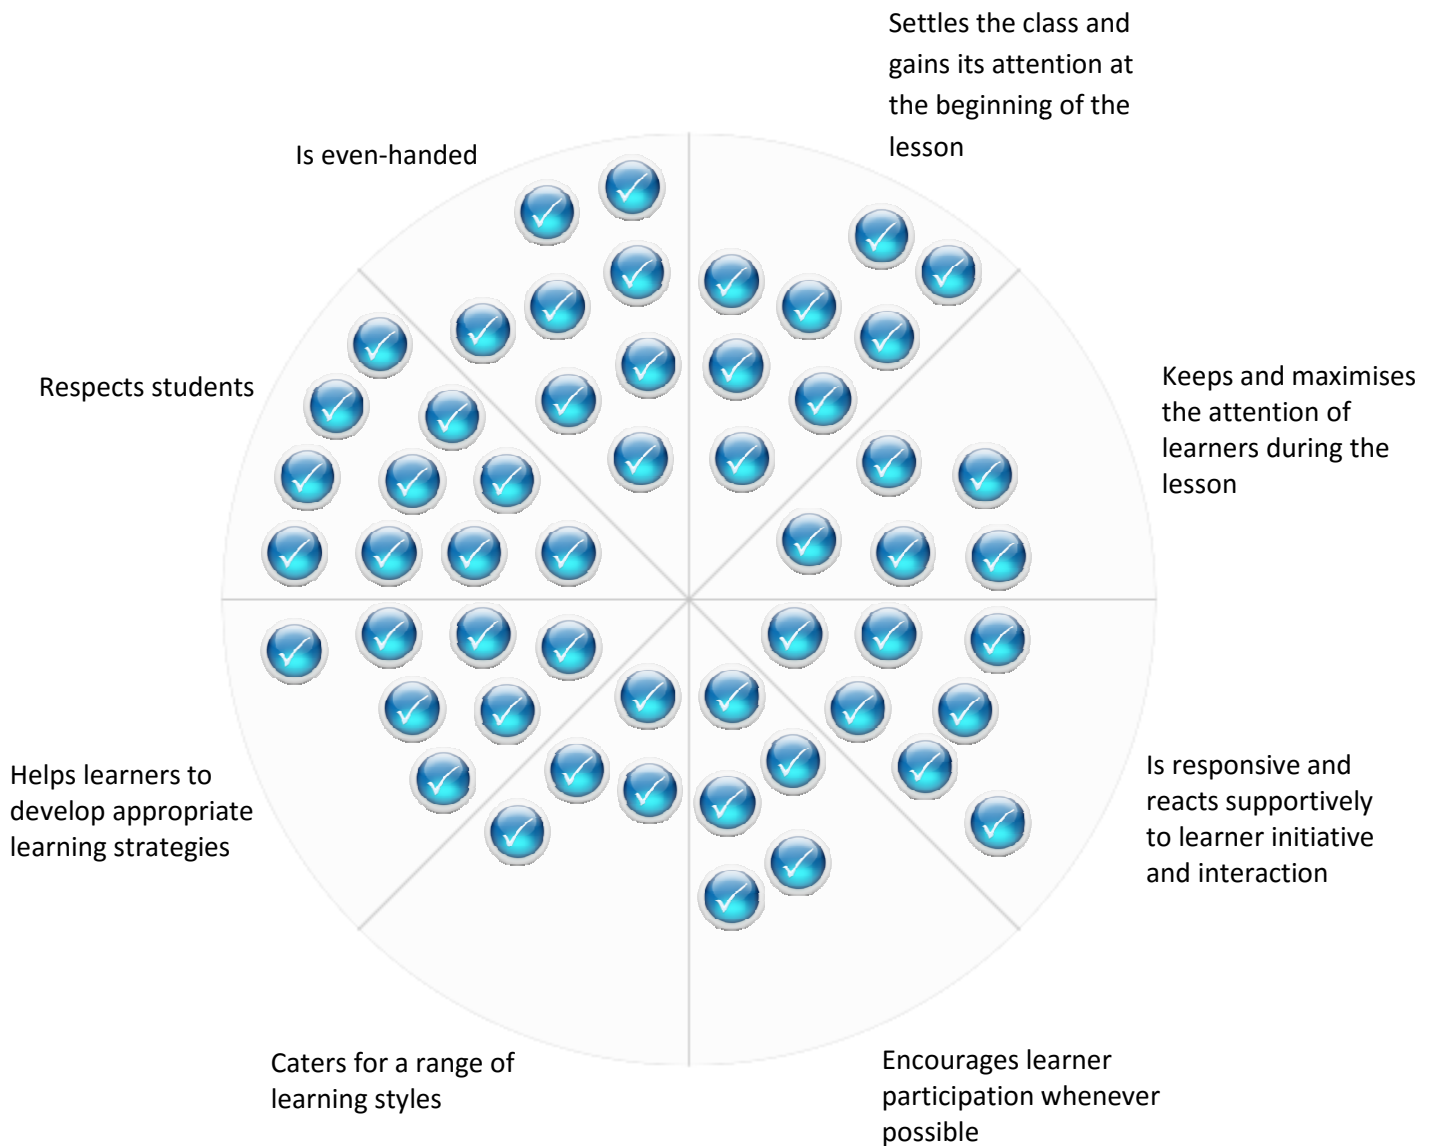 Settles the class and
gains its attention at
the beginning of the
lesson
Is even-handed
Keeps and maximises
the attention of
learners during the
lesson
Respects students
Is responsive and
reacts supportively
to learner initiative
and interaction
Helps learners to
develop appropriate
learning strategies
Encourages learner
participation whenever
possible
Caters for a range of
learning styles